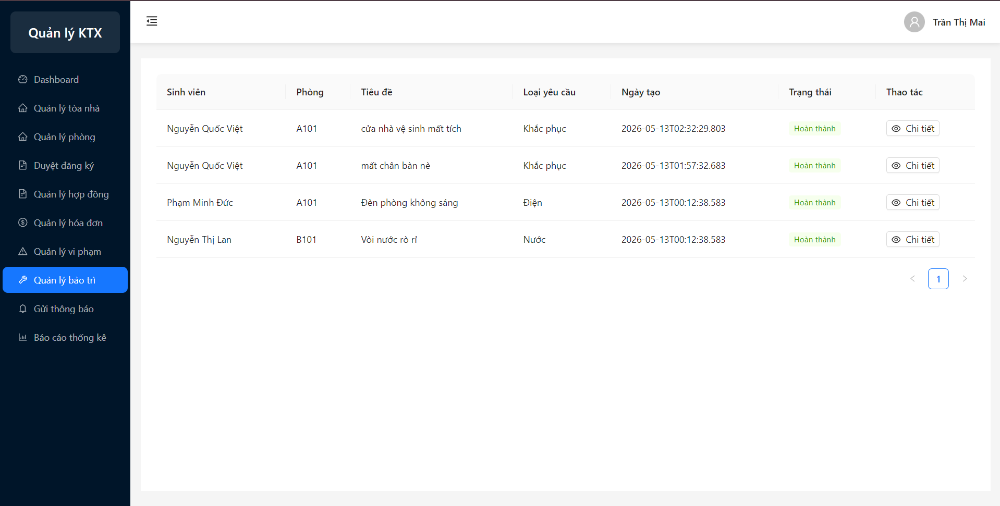 Quản lý KTX
Trần Thị Mai
Dashboard
Quản lý tòa nhà
Quản lý phòng
Duyệt đăng ký
Quản lý hợp đồng
Quản lý hóa đơn
Quản lý vi phạm
Quản lý bảo trì
Gửi thông báo
Báo cáo thống kê
Sinh viên Phòng Tiêu đề Loại yêu cầu Ngày tạo Trạng thái Thao tác
Nguyễn Quốc Việt A101 cửa nhà vệ sinh mất tích Khắc phục 2026-05-13T02:32:29.803 Hoàn thành Chi tiết
Nguyễn Quốc Việt A101 mất chân bàn nè Khắc phục 2026-05-13T01:57:32.683 Hoàn thành Chi tiết
Phạm Minh Đức A101 Đèn phòng không sáng Điện 2026-05-13T00:12:38.583 Hoàn thành Chi tiết
Nguyễn Thị Lan B101 Vòi nước rò rỉ Nước 2026-05-13T00:12:38.583 Hoàn thành Chi tiết
1